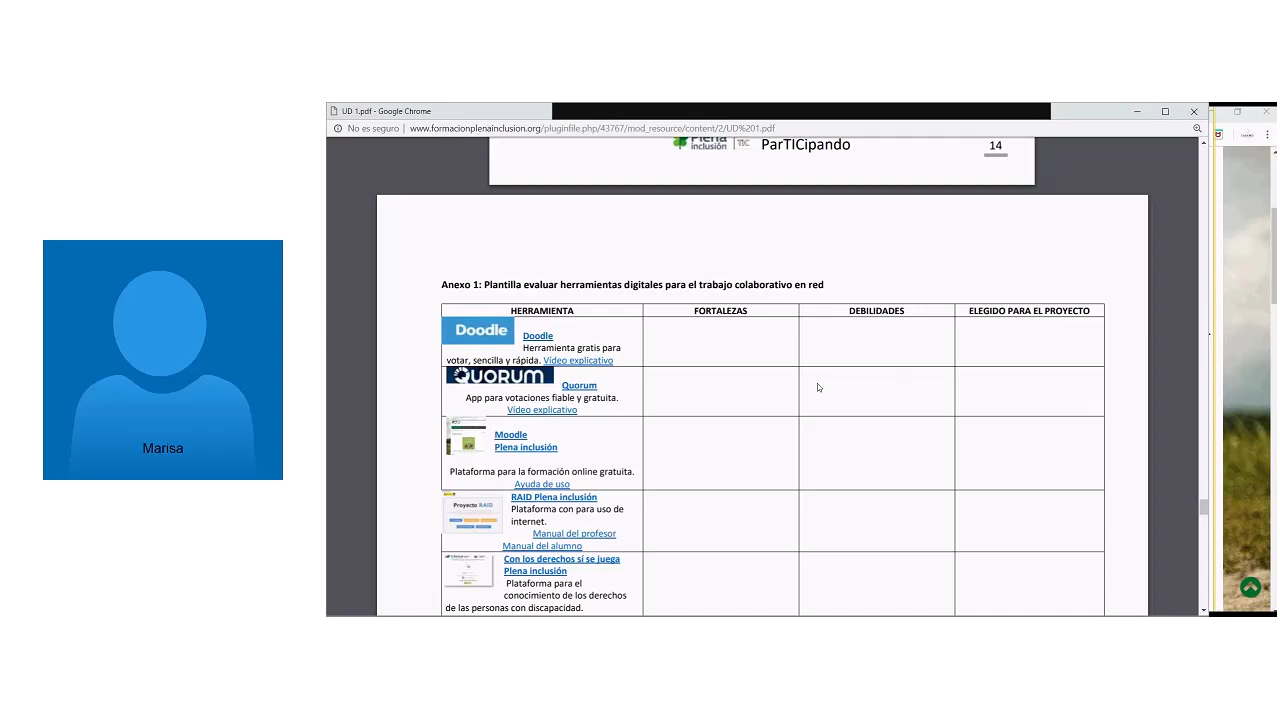 Marisa
UD 1.pdf - Google Chrome
No es seguro | www.formacionplenainclusion.org/pluginfile.php/43767/mod_resource/content/2/UD%201.pdf
Plena
inclusión
TIC
ParTICipando
14
Anexo 1: Plantilla evaluar herramientas digitales para el trabajo colaborativo en red
HERRAMIENTA FORTALEZAS DEBILIDADES ELEGIDO PARA EL PROYECTO
Doodle
Doodle
Herramienta gratis para
votar, sencilla y rápida. Vídeo explicativo
QUORUM
Quorum
App para votaciones fiable y gratuita.
Vídeo explicativo
Moodle
Plena inclusión
Plataforma para la formación online gratuita.
Ayuda de uso
Proyecto RAID
RAID Plena inclusión
Plataforma con para uso de
internet.
Manual del profesor
Manual del alumno
Con los derechos sí se juega
Plena inclusión
Plataforma para el
conocimiento de los derechos
de las personas con discapacidad.